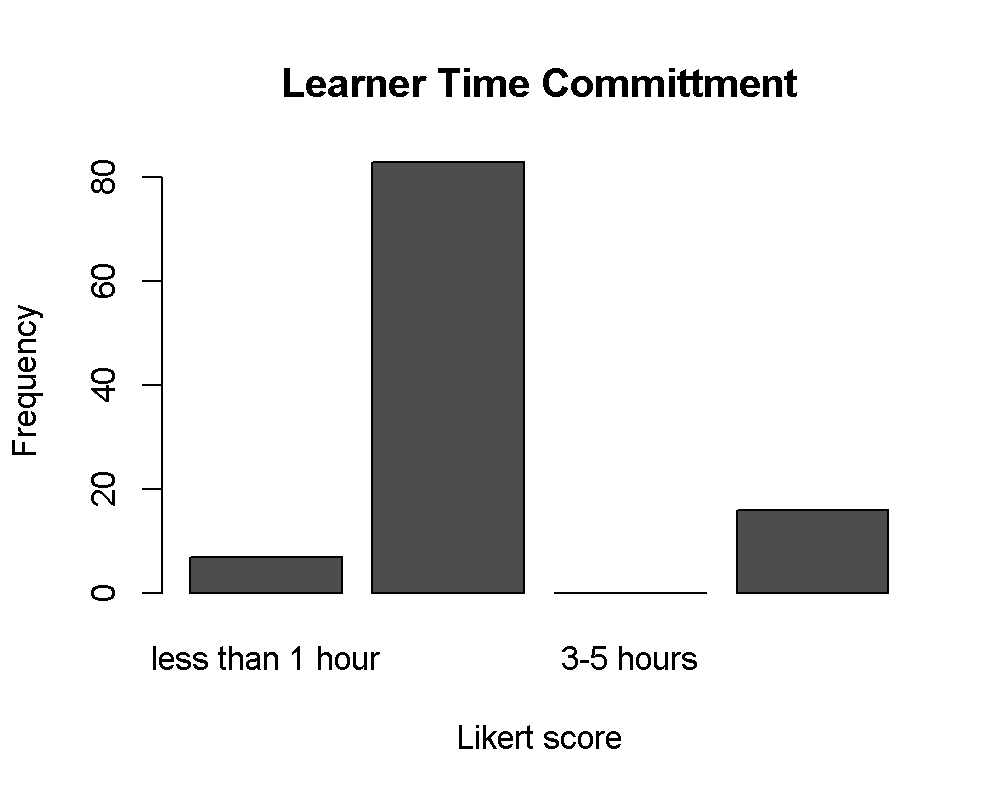 Learner Time Committment
80
60
40
20
0
Frequency
less than 1 hour
3-5 hours
Likert score